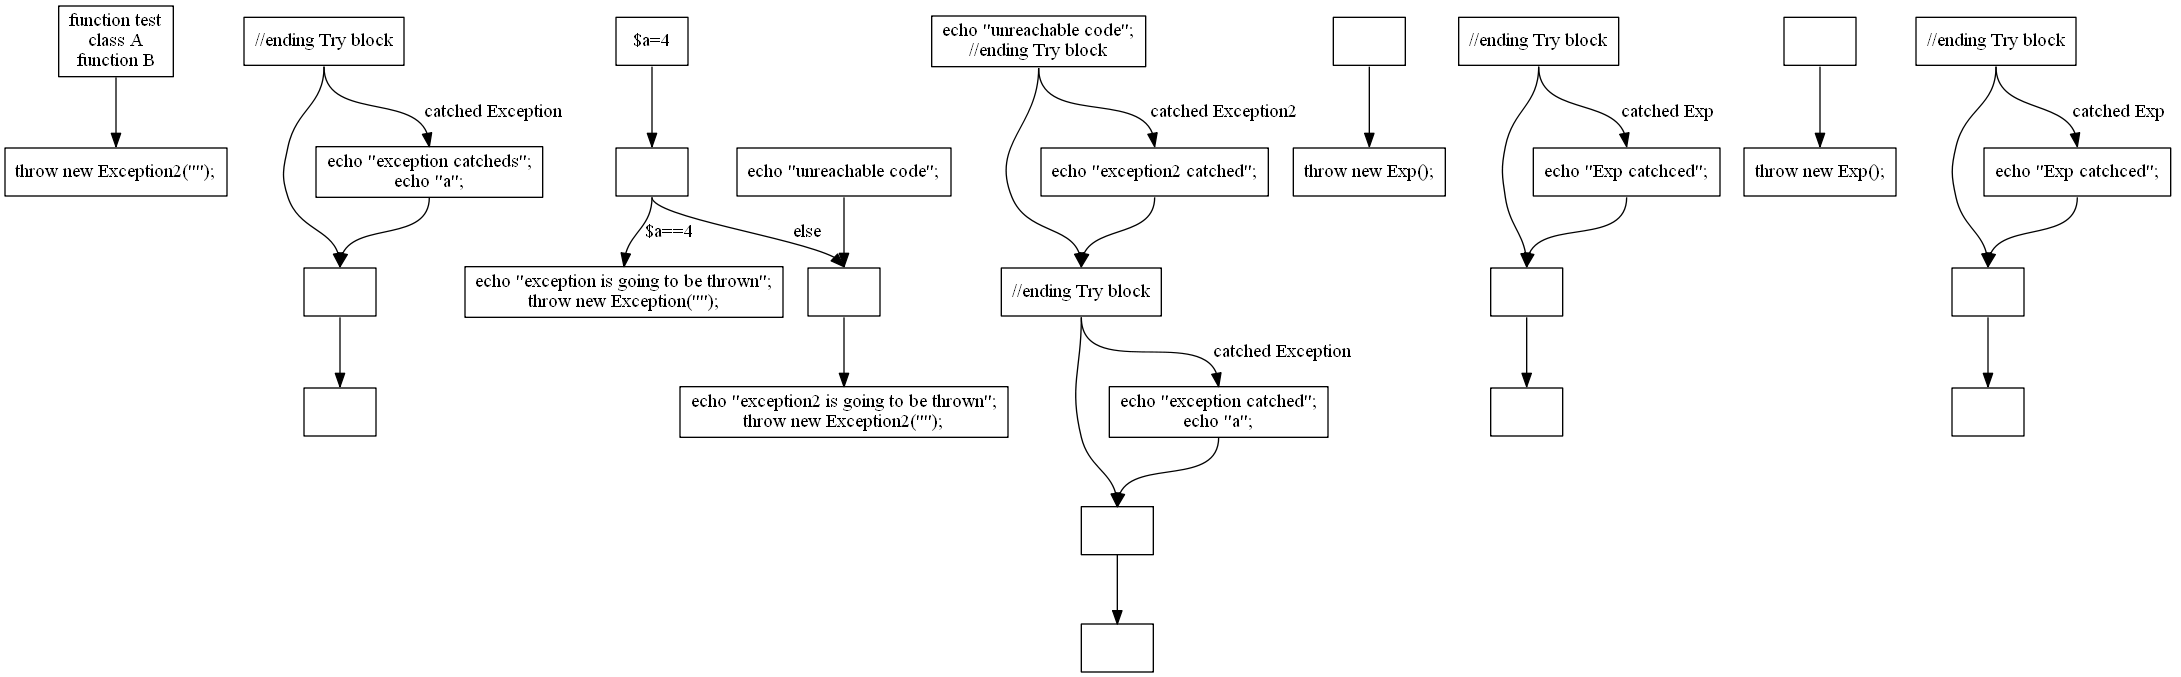 function test
class A
function B
throw new Exception2("");
//ending Try block
catched Exception
echo "exception catcheds";
echo "a";
$a=4
$a==4
else
echo "exception is going to be thrown";
throw new Exception("");
echo "unreachable code";
echo "exception2 is going to be thrown";
throw new Exception2("");
echo "unreachable code";
//ending Try block
catched Exception2
echo "exception2 catched";
//ending Try block
catched Exception
echo "exception catched";
echo "a";
throw new Exp();
//ending Try block
catched Exp
echo "Exp catchced";
throw new Exp();
//ending Try block
catched Exp
echo "Exp catchced";